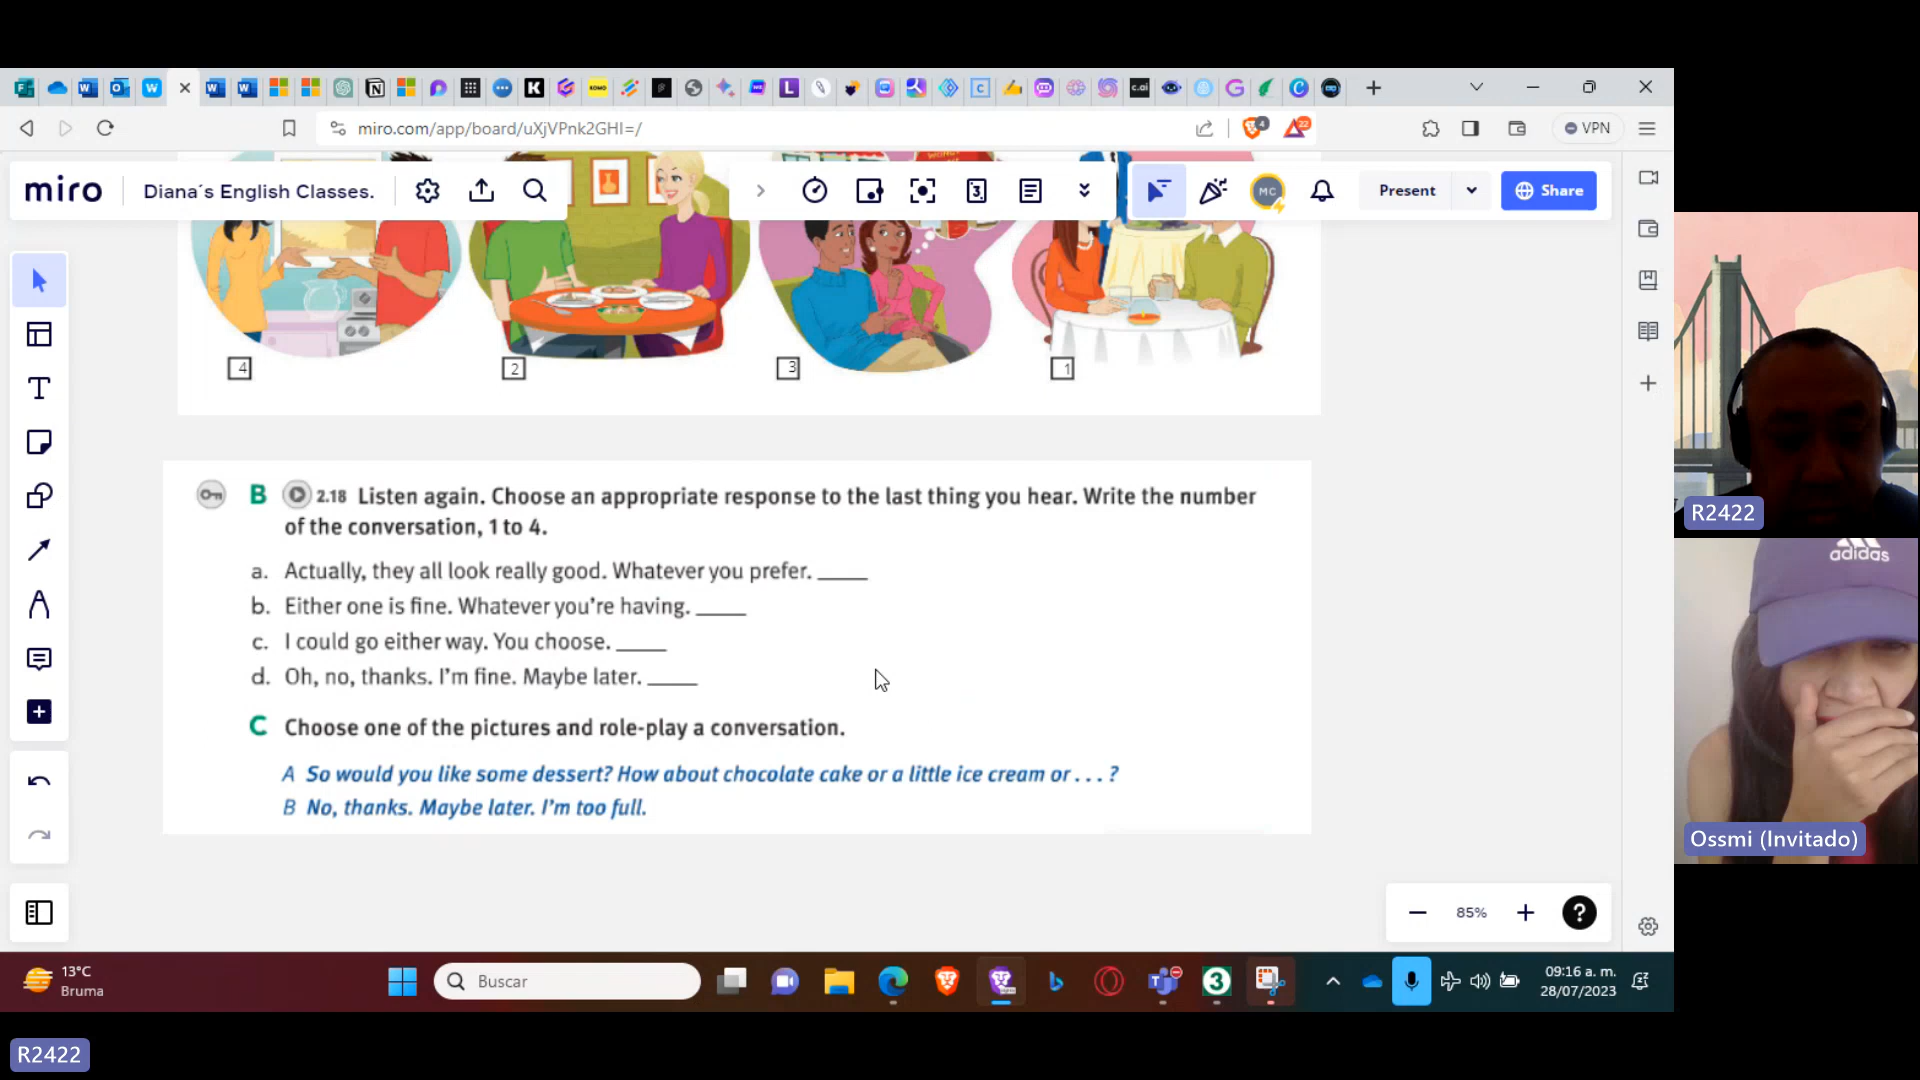 miro.com/app/board/uXjVPnk2GHI=/
VPN
miro
Diana´s English Classes.
MC
Present
Share
4
2
3
1
B 2.18 Listen again. Choose an appropriate response to the last thing you hear. Write the number
of the conversation, 1 to 4.
a. Actually, they all look really good. Whatever you prefer. _____
b. Either one is fine. Whatever you're having. _____
c. I could go either way. You choose. _____
d. Oh, no, thanks. I'm fine. Maybe later. _____
C Choose one of the pictures and role-play a conversation.
A So would you like some dessert? How about chocolate cake or a little ice cream or . . . ?
B No, thanks. Maybe later. I'm too full.
85%
R2422
adidas
Ossmi (Invitado)
13°C
Bruma
Buscar
09:16 a. m.
28/07/2023
R2422